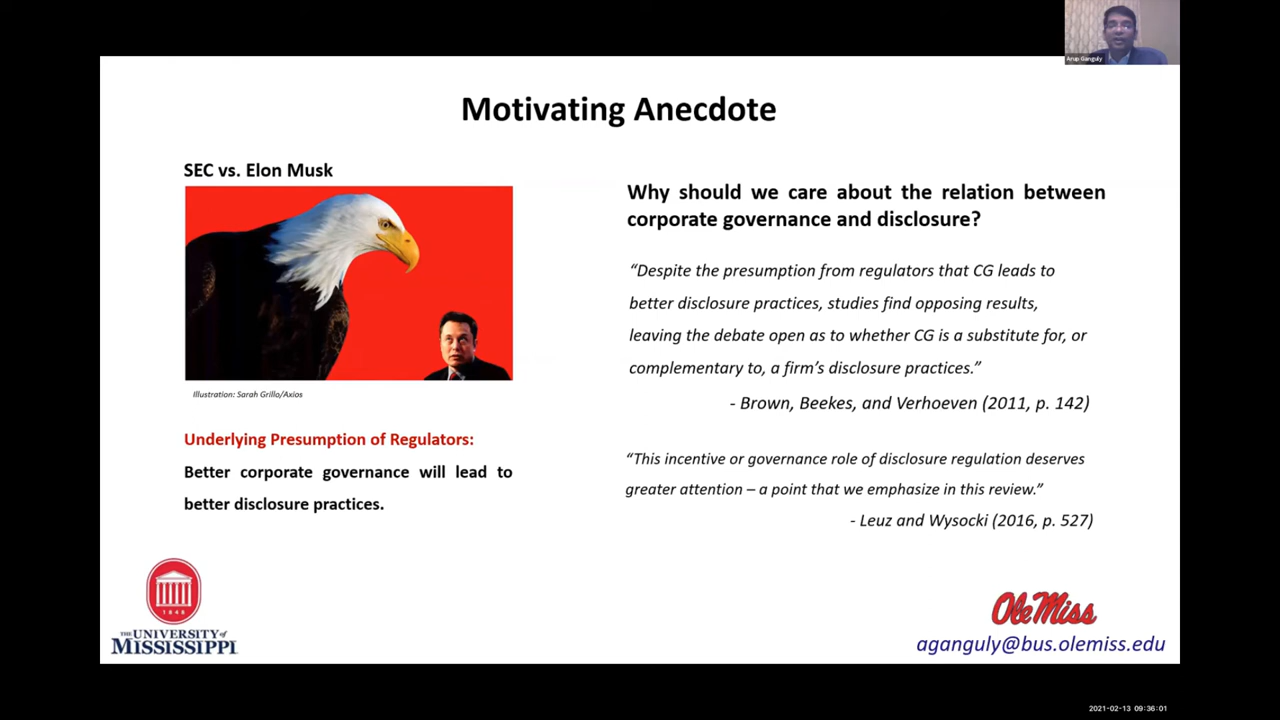 Arup Ganguly
Motivating Anecdote
SEC vs. Elon Musk
Illustration: Sarah Grillo/Axios
Underlying Presumption of Regulators:
Better corporate governance will lead to
better disclosure practices.
Why should we care about the relation between
corporate governance and disclosure?
“Despite the presumption from regulators that CG leads to
better disclosure practices, studies find opposing results,
leaving the debate open as to whether CG is a substitute for, or
complementary to, a firm’s disclosure practices.”
- Brown, Beekes, and Verhoeven (2011, p. 142)
“This incentive or governance role of disclosure regulation deserves
greater attention – a point that we emphasize in this review.”
- Leuz and Wysocki (2016, p. 527)
1848
THE UNIVERSITY of
MISSISSIPPI
Ole Miss
aganguly@bus.olemiss.edu
2021-02-13 09:36:01